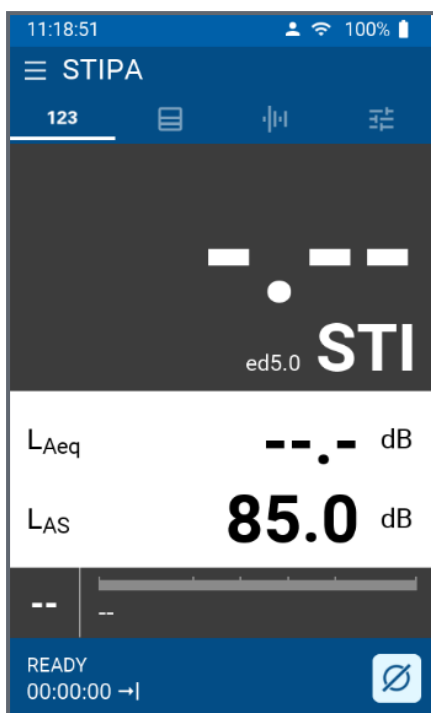 11:18:51 100%
STIPA
123
-.--
ed5.0 STI
LAeq --.- dB
LAS 85.0 dB
-- --
READY
00:00:00